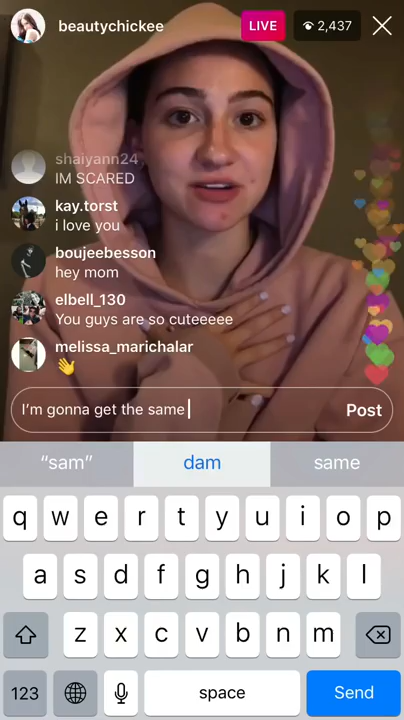 beautychickee LIVE 2,437
shaiyann24
IM SCARED
kay.torst
i love you
boujeebesson
hey mom
elbell_130
You guys are so cuteeeee
melissa_marichalar
👋
I'm gonna get the same Post
"sam" dam same
q w e r t y u i o p
a s d f g h j k l
z x c v b n m
123 space Send